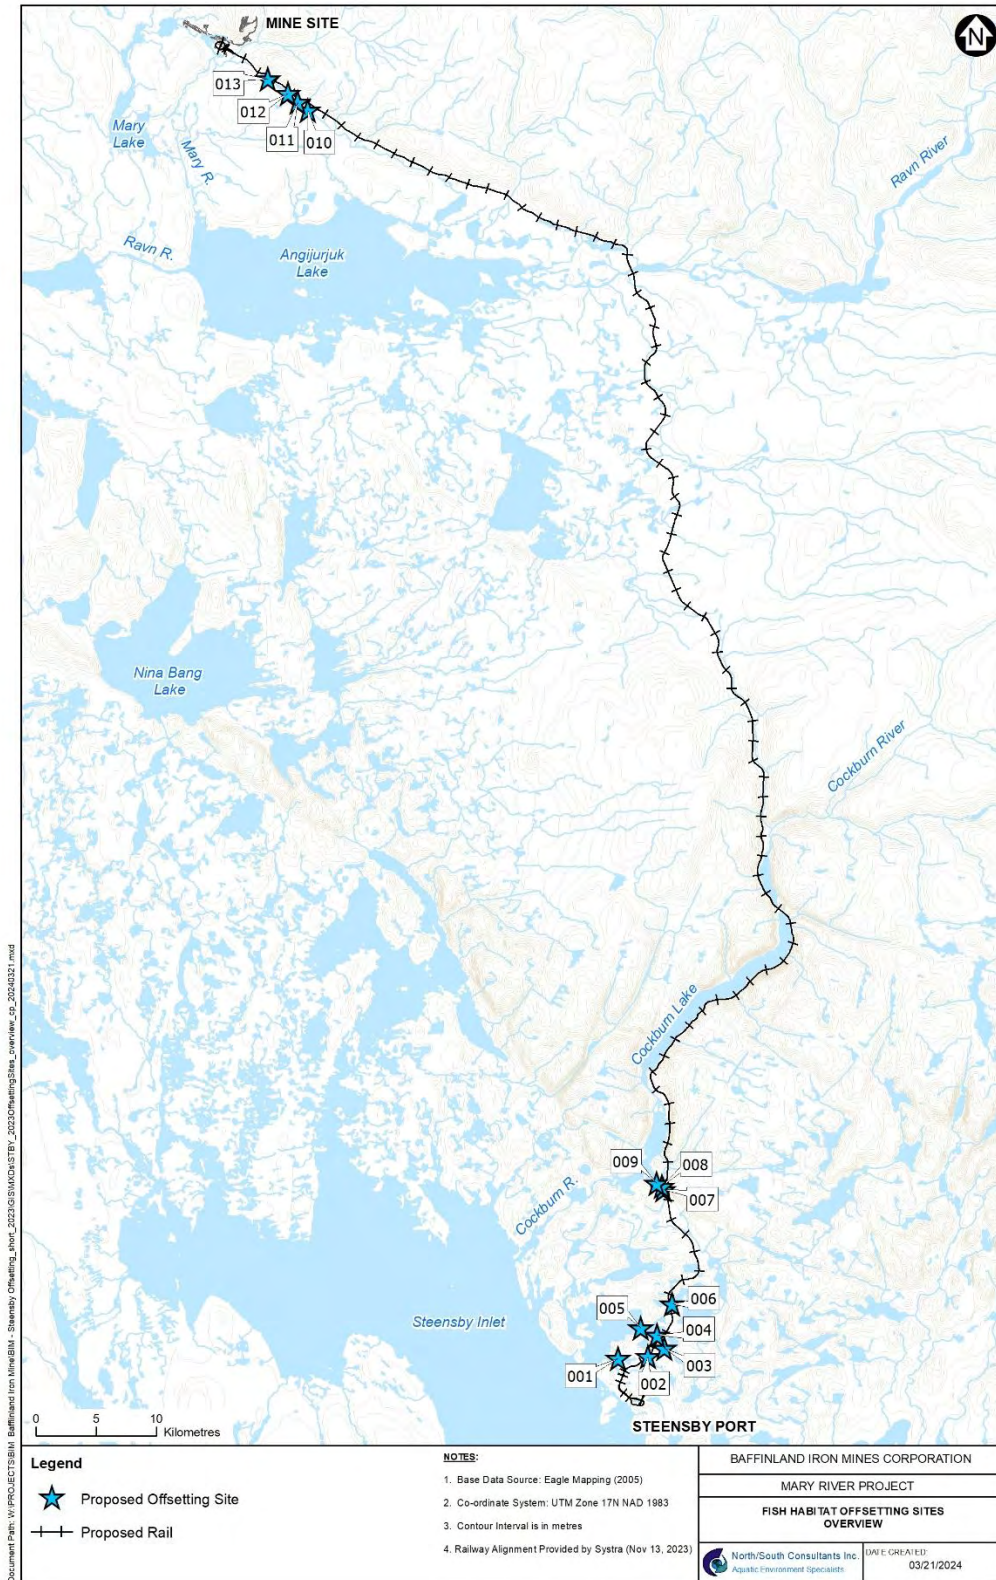 MINE SITE
N
013
012
011
010
Mary
Lake
Mary R.
Ravn River
Ravn R.
Angijurjuk
Lake
Nina Bang
Lake
Cockburn River
Cockburn Lake
009
008
007
Cockburn R.
006
005
004
Steensby Inlet
003
001
002
STEENSBY PORT
0 5 10
Kilometres
Legend
Proposed Offsetting Site
Proposed Rail
NOTES:
1. Base Data Source: Eagle Mapping (2005)
2. Co-ordinate System: UTM Zone 17N NAD 1983
3. Contour Interval is in metres
4. Railway Alignment Provided by Systra (Nov 13, 2023)
BAFFINLAND IRON MINES CORPORATION
MARY RIVER PROJECT
FISH HABITAT OFFSETTING SITES
OVERVIEW
North/South Consultants Inc.
Aquatic Environment Specialists
DATE CREATED:
03/21/2024